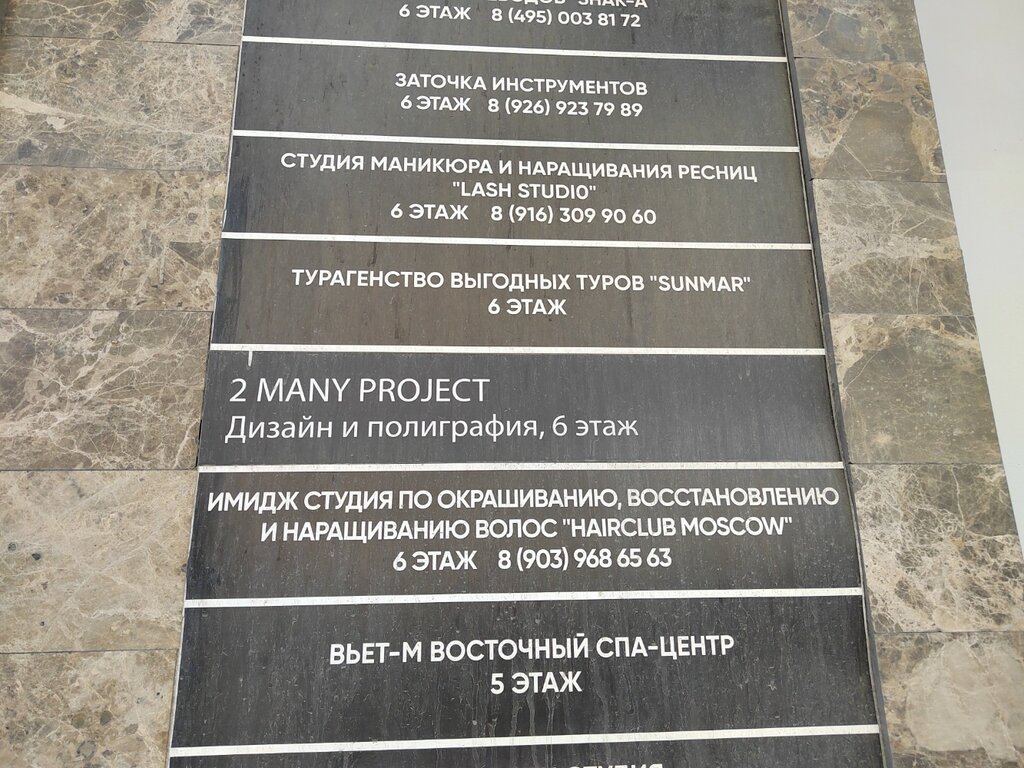 "ЗНАК-А"
6 ЭТАЖ 8 (495) 003 81 72
ЗАТОЧКА ИНСТРУМЕНТОВ
6 ЭТАЖ 8 (926) 923 79 89
СТУДИЯ МАНИКЮРА И НАРАЩИВАНИЯ РЕСНИЦ
"LASH STUDIO"
6 ЭТАЖ 8 (916) 309 90 60
ТУРАГЕНСТВО ВЫГОДНЫХ ТУРОВ "SUNMAR"
6 ЭТАЖ
2 MANY PROJECT
Дизайн и полиграфия, 6 этаж
ИМИДЖ СТУДИЯ ПО ОКРАШИВАНИЮ, ВОССТАНОВЛЕНИЮ
И НАРАЩИВАНИЮ ВОЛОС "HAIRCLUB MOSCOW"
6 ЭТАЖ 8 (903) 968 65 63
ВЬЕТ-М ВОСТОЧНЫЙ СПА-ЦЕНТР
5 ЭТАЖ
СТУДИЯ